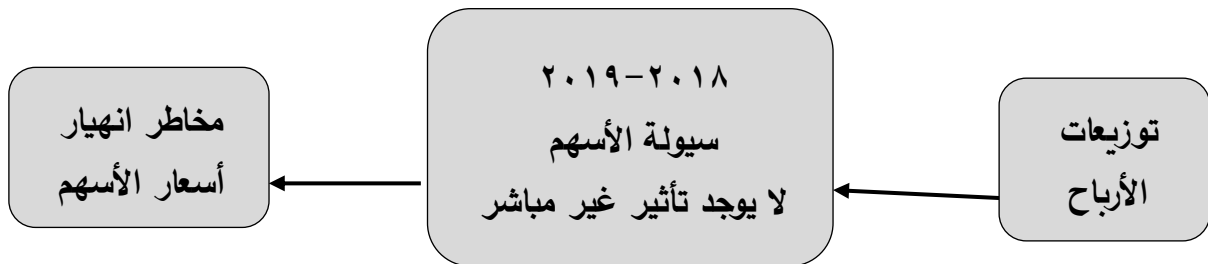 توزيعات
الأرباح
٢٠١٨-٢٠١٩
سيولة الأسهم
لا يوجد تأثير غير مباشر
مخاطر انهيار
أسعار الأسهم